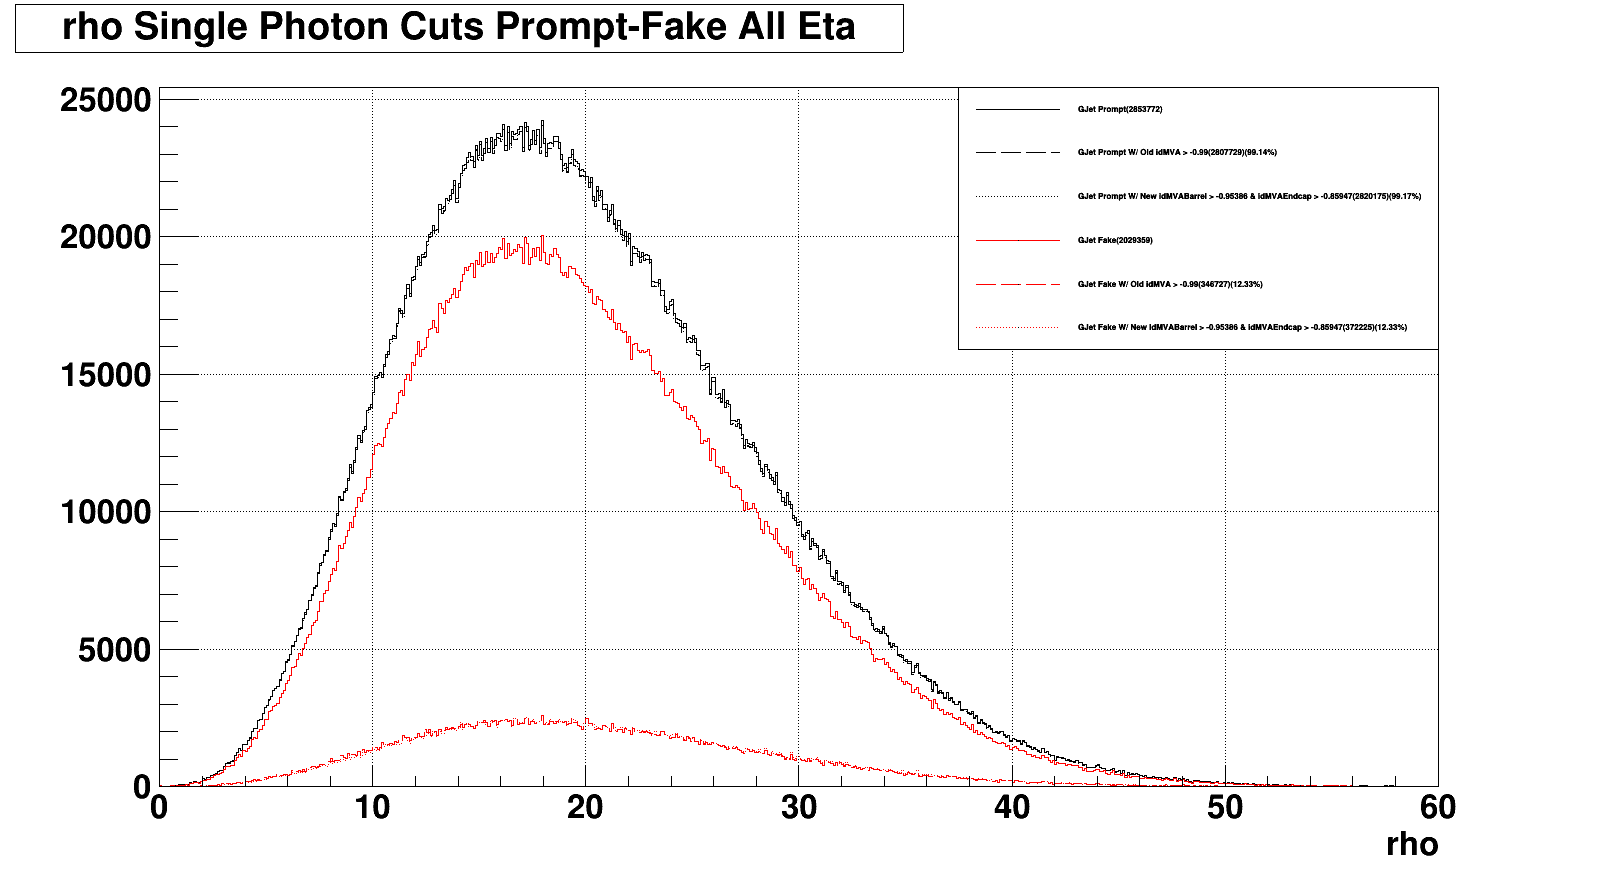 rho Single Photon Cuts Prompt-Fake All Eta
25000
20000
15000
10000
5000
0
0 10 20 30 40 50 60
rho
GJet Prompt(2853772)
GJet Prompt W/ Old idMVA > -0.99(2807729)(99.14%)
GJet Prompt W/ New idMVABarrel > -0.95386 & idMVAEndcap > -0.85947(2820175)(99.17%)
GJet Fake(2029359)
GJet Fake W/ Old idMVA > -0.99(346727)(12.33%)
GJet Fake W/ New idMVABarrel > -0.95386 & idMVAEndcap > -0.85947(372225)(12.33%)